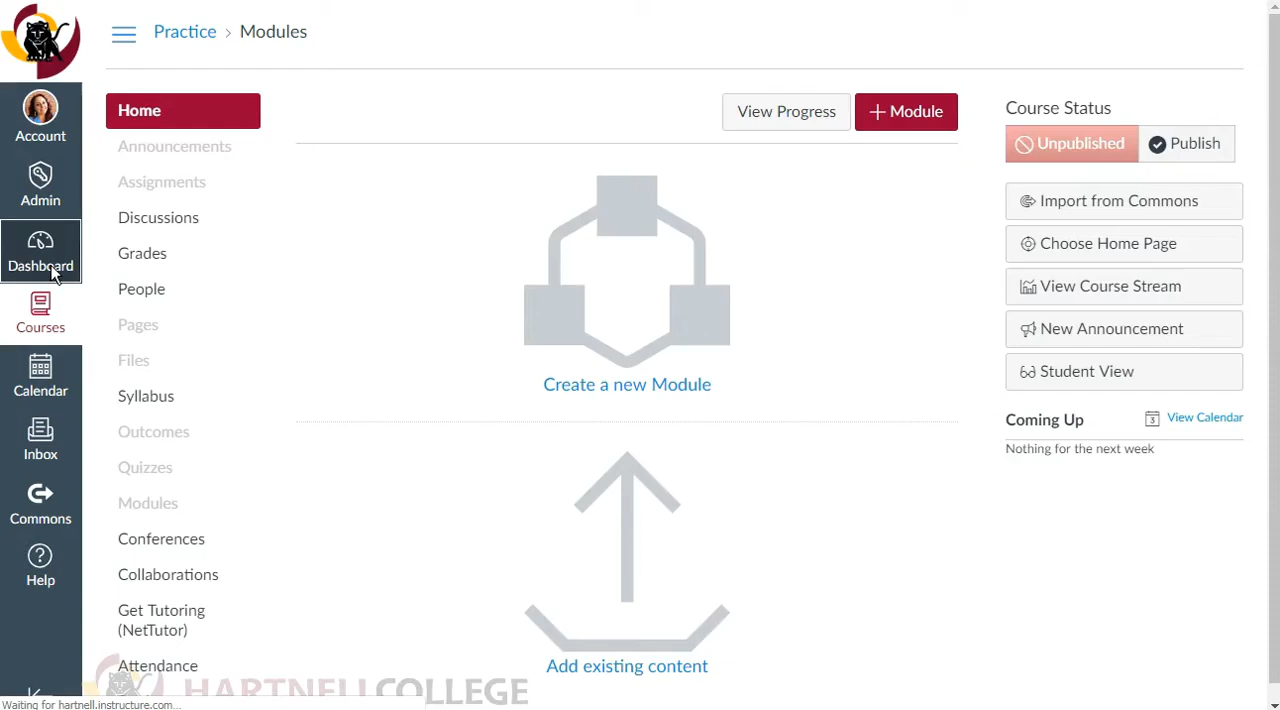 Practice › Modules
Account
Admin
Dashboard
Courses
Calendar
Inbox
Commons
Help
Home
Announcements
Assignments
Discussions
Grades
People
Pages
Files
Syllabus
Outcomes
Quizzes
Modules
Conferences
Collaborations
Get Tutoring
(NetTutor)
Attendance
View Progress
+ Module
Create a new Module
Add existing content
Course Status
Unpublished
Publish
Import from Commons
Choose Home Page
View Course Stream
New Announcement
Student View
Coming Up
3 View Calendar
Nothing for the next week
HARTNELL COLLEGE
Waiting for hartnell.instructure.com...